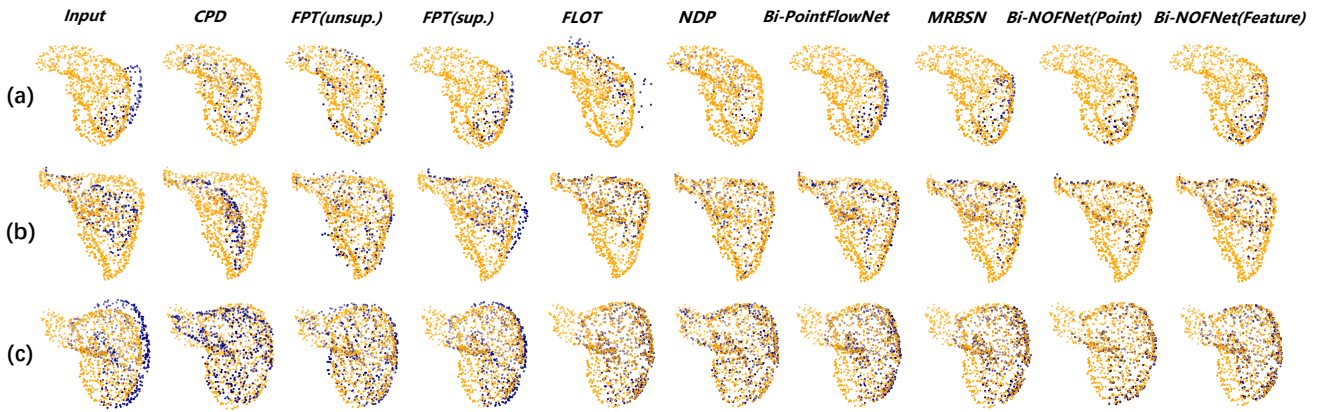 Input CPD FPT(unsup.) FPT(sup.) FLOT NDP Bi-PointFlowNet MRBSN Bi-NOFNet(Point) Bi-NOFNet(Feature)
(a)
(b)
(c)